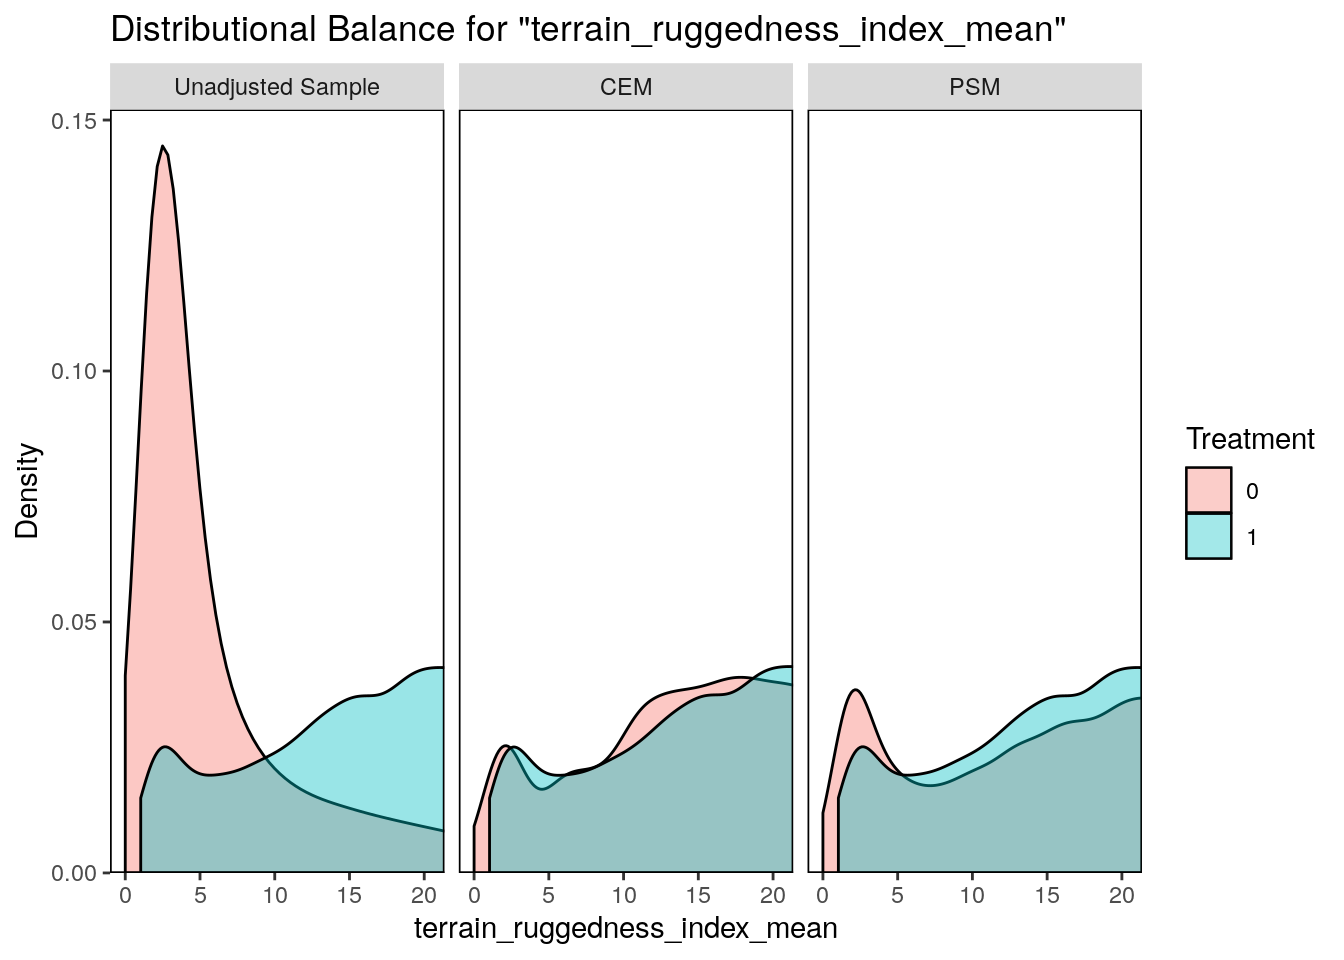 Distributional Balance for "terrain_ruggedness_index_mean"
Unadjusted Sample CEM PSM
0.15
0.10
0.05
0.00
Density
0 5 10 15 20 0 5 10 15 20 0 5 10 15 20
terrain_ruggedness_index_mean
Treatment
0
1